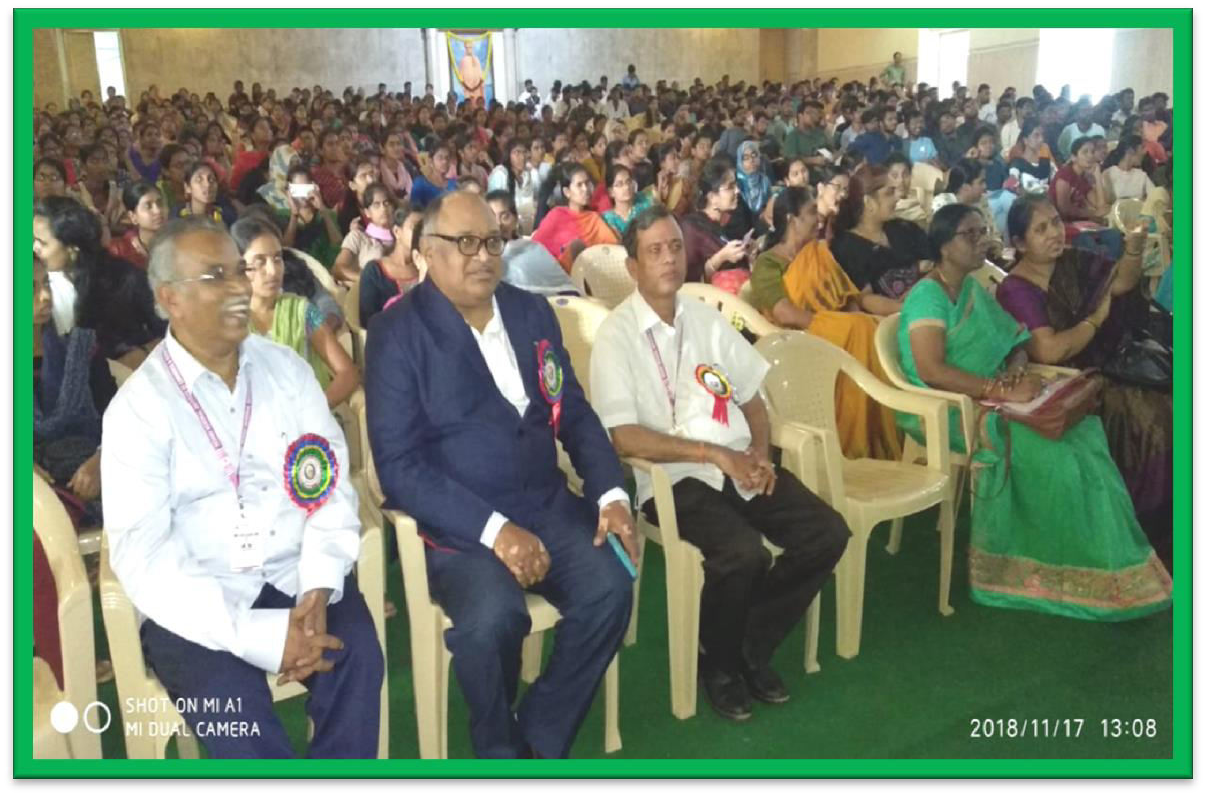 SHOT ON MI A1
MI DUAL CAMERA
2018/11/17 13:08